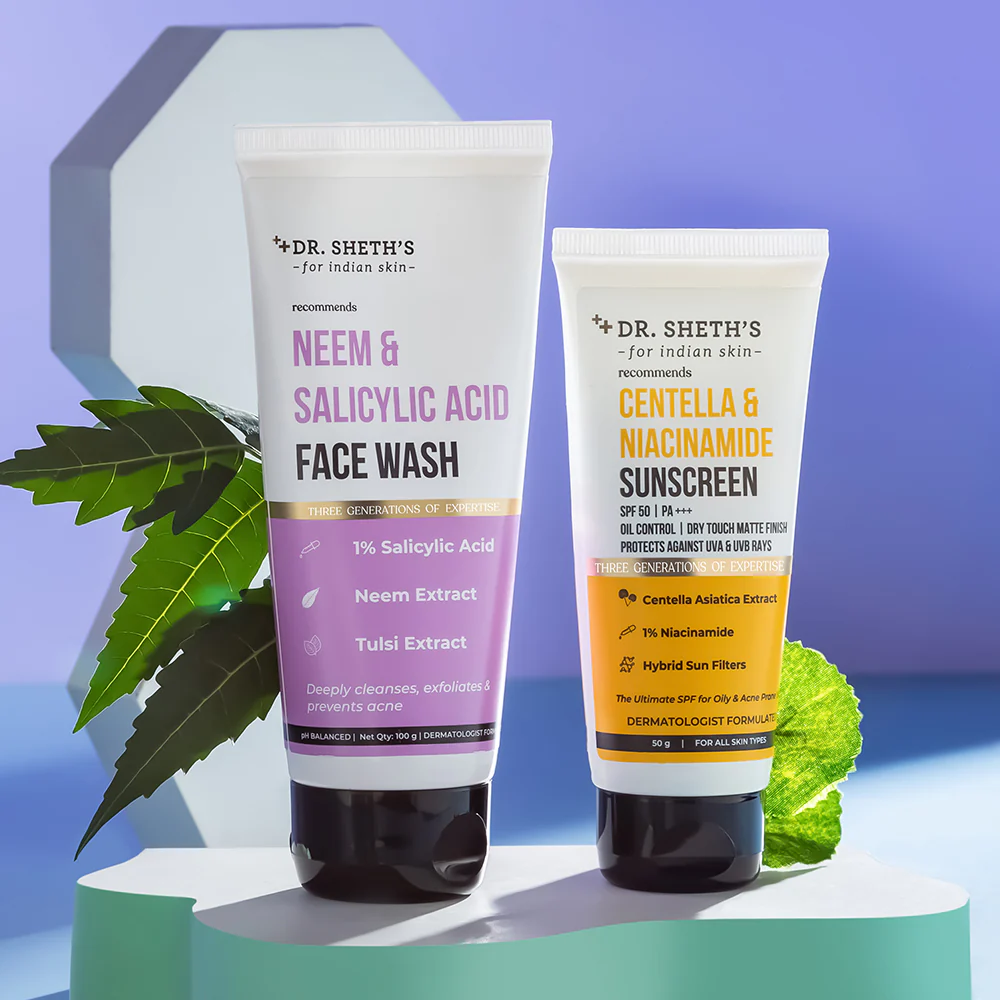 DR. SHETH'S
–for indian skin–
recommends
NEEM &
SALICYLIC ACID
FACE WASH
THREE GENERATIONS OF EXPERTISE
1% Salicylic Acid
Neem Extract
Tulsi Extract
Deeply cleanses, exfoliates &
prevents acne
pH BALANCED | Net Qty: 100 g | DERMATOLOGIST
DR. SHETH'S
–for indian skin–
recommends
CENTELLA &
NIACINAMIDE
SUNSCREEN
SPF 50 | PA +++
OIL CONTROL | DRY TOUCH MATTE FINISH
PROTECTS AGAINST UVA & UVB RAYS
THREE GENERATIONS OF EXPERTISE
Centella Asiatica Extract
1% Niacinamide
Hybrid Sun Filters
The Ultimate SPF for Oily & Acne
DERMATOLOGIST
50 g | FOR ALL SKIN TYPES